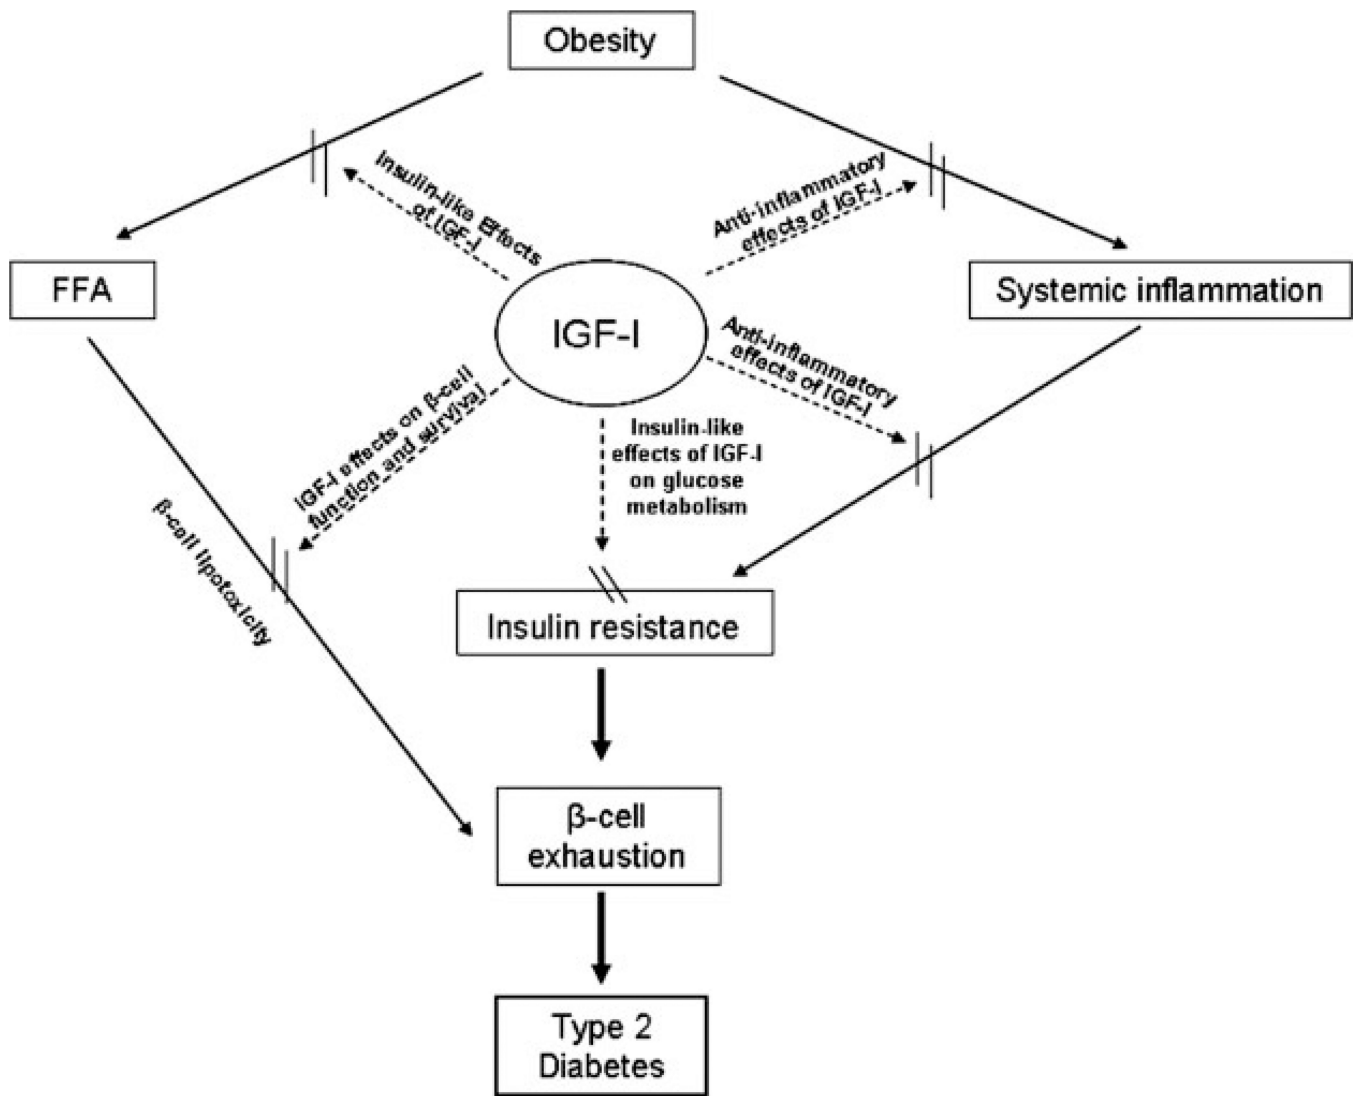 Obesity
Insulin-like Effects
of IGF-I
Anti-inflammatory
effects of IGF-I
FFA
IGF-I
Systemic inflammation
Anti-inflammatory
effects of IGF-I
IGF-I effects on β-cell
function and survival
Insulin-like
effects of IGF-I
on glucose
metabolism
β-cell lipotoxicity
Insulin resistance
β-cell
exhaustion
Type 2
Diabetes